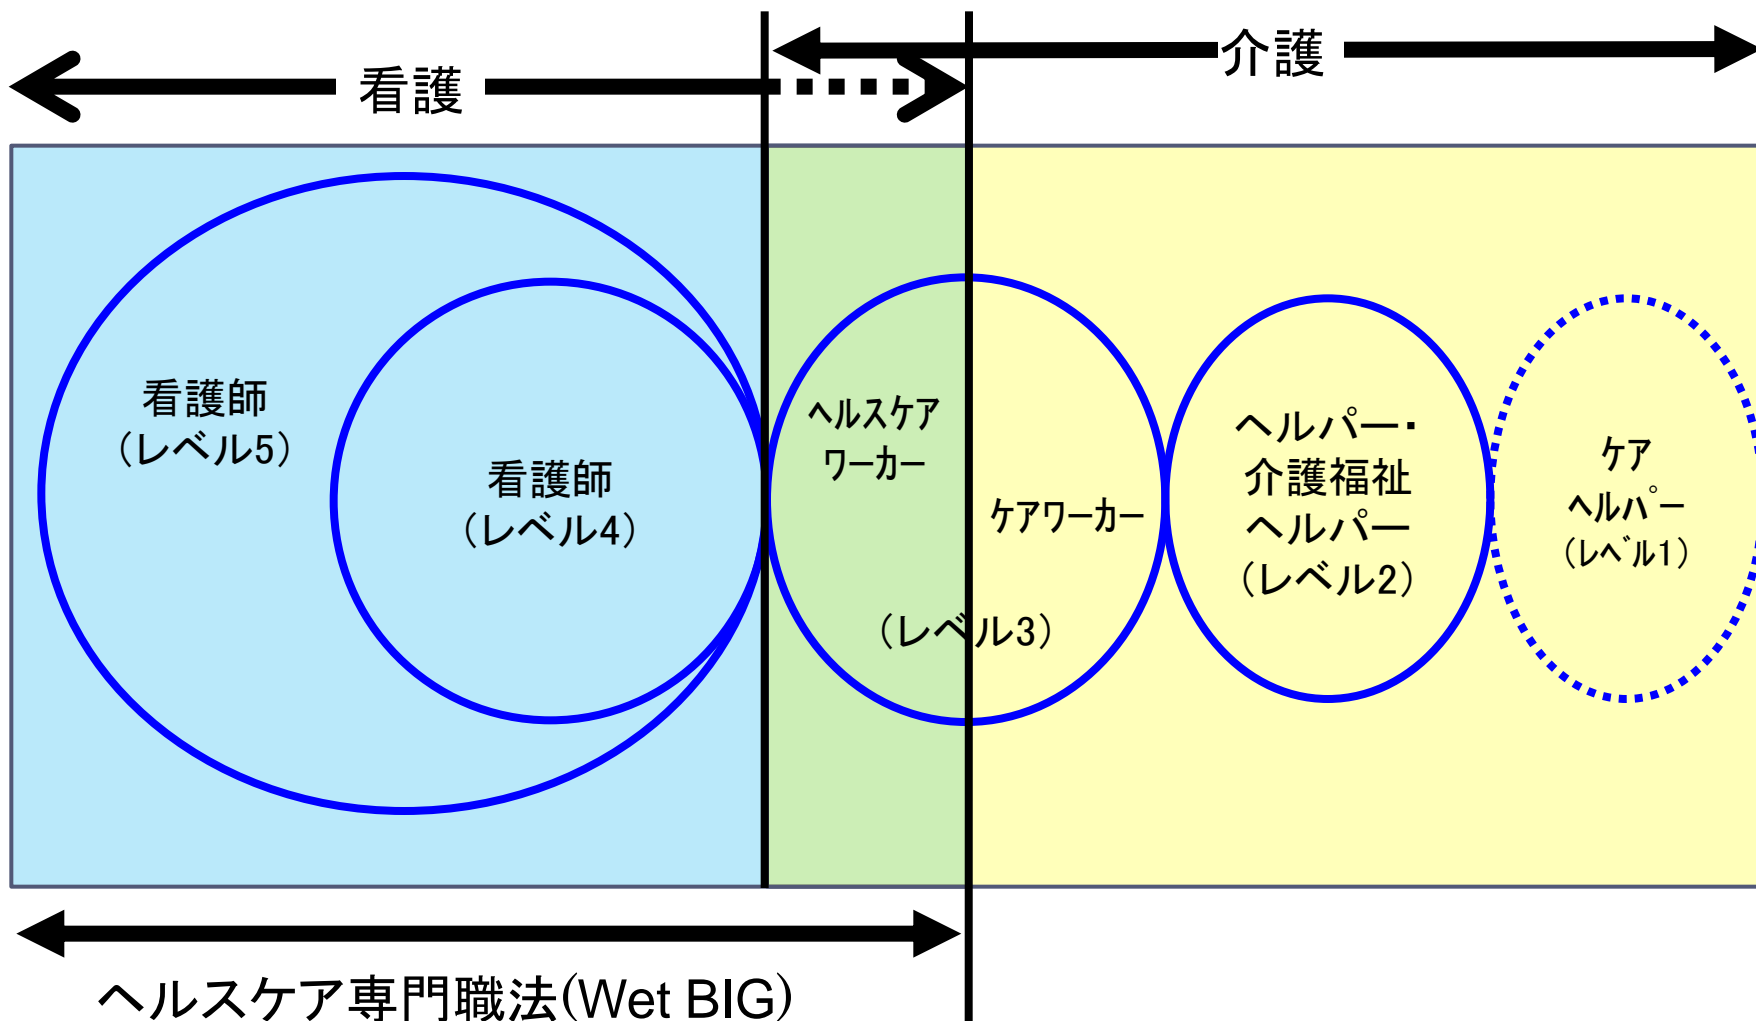 介護
看護
看護師
(レベル5)
看護師
(レベル4)
ヘルスケア
ワーカー
ケアワーカー
(レベル3)
ヘルパー・
介護福祉
ヘルパー
(レベル2)
ケア
ヘルパー
(レベル1)
ヘルスケア専門職法(Wet BIG)